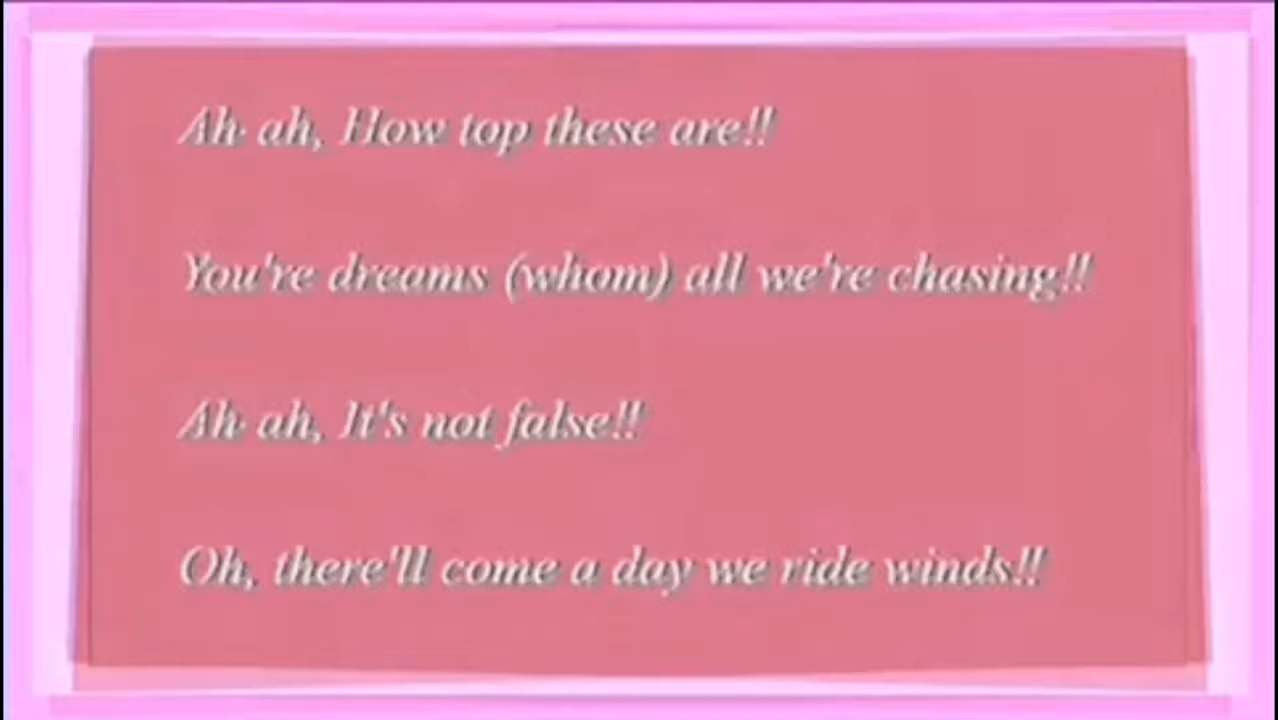 Ah ah, How top these are!!
You're dreams (whom) all we're chasing!!
Ah ah, It's not false!!
Oh, there'll come a day we ride winds!!